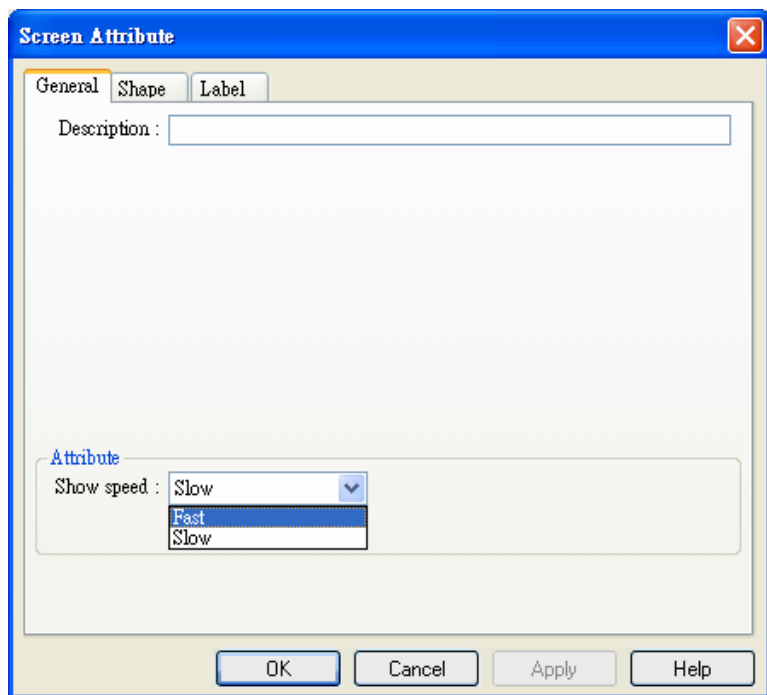 Screen Attribute
General Shape Label
Description :
Attribute
Show speed : Slow
Fast
Slow
OK Cancel Apply Help